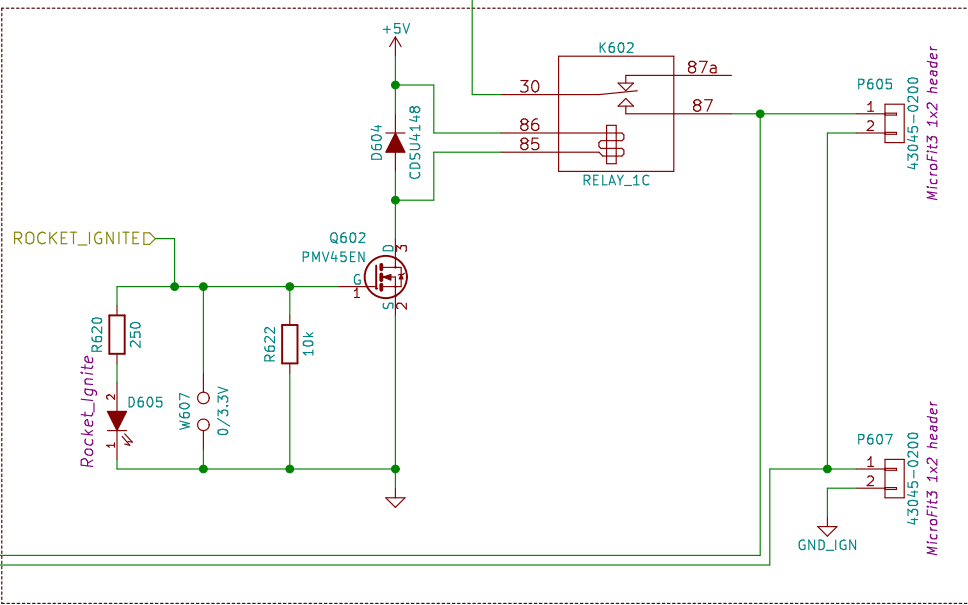 +5V
K602
87a
30
87
P605
1
2
43045-0200
MicroFit3 1x2 header
D604
CDSU4148
86
85
RELAY_1C
ROCKET_IGNITE
Q602
PMV45EN
D
3
G
1
S
2
R620
250
R622
10k
Rocket_Ignite
2
D605
1
W607
0/3.3V
P607
1
2
43045-0200
MicroFit3 1x2 header
GND_IGN